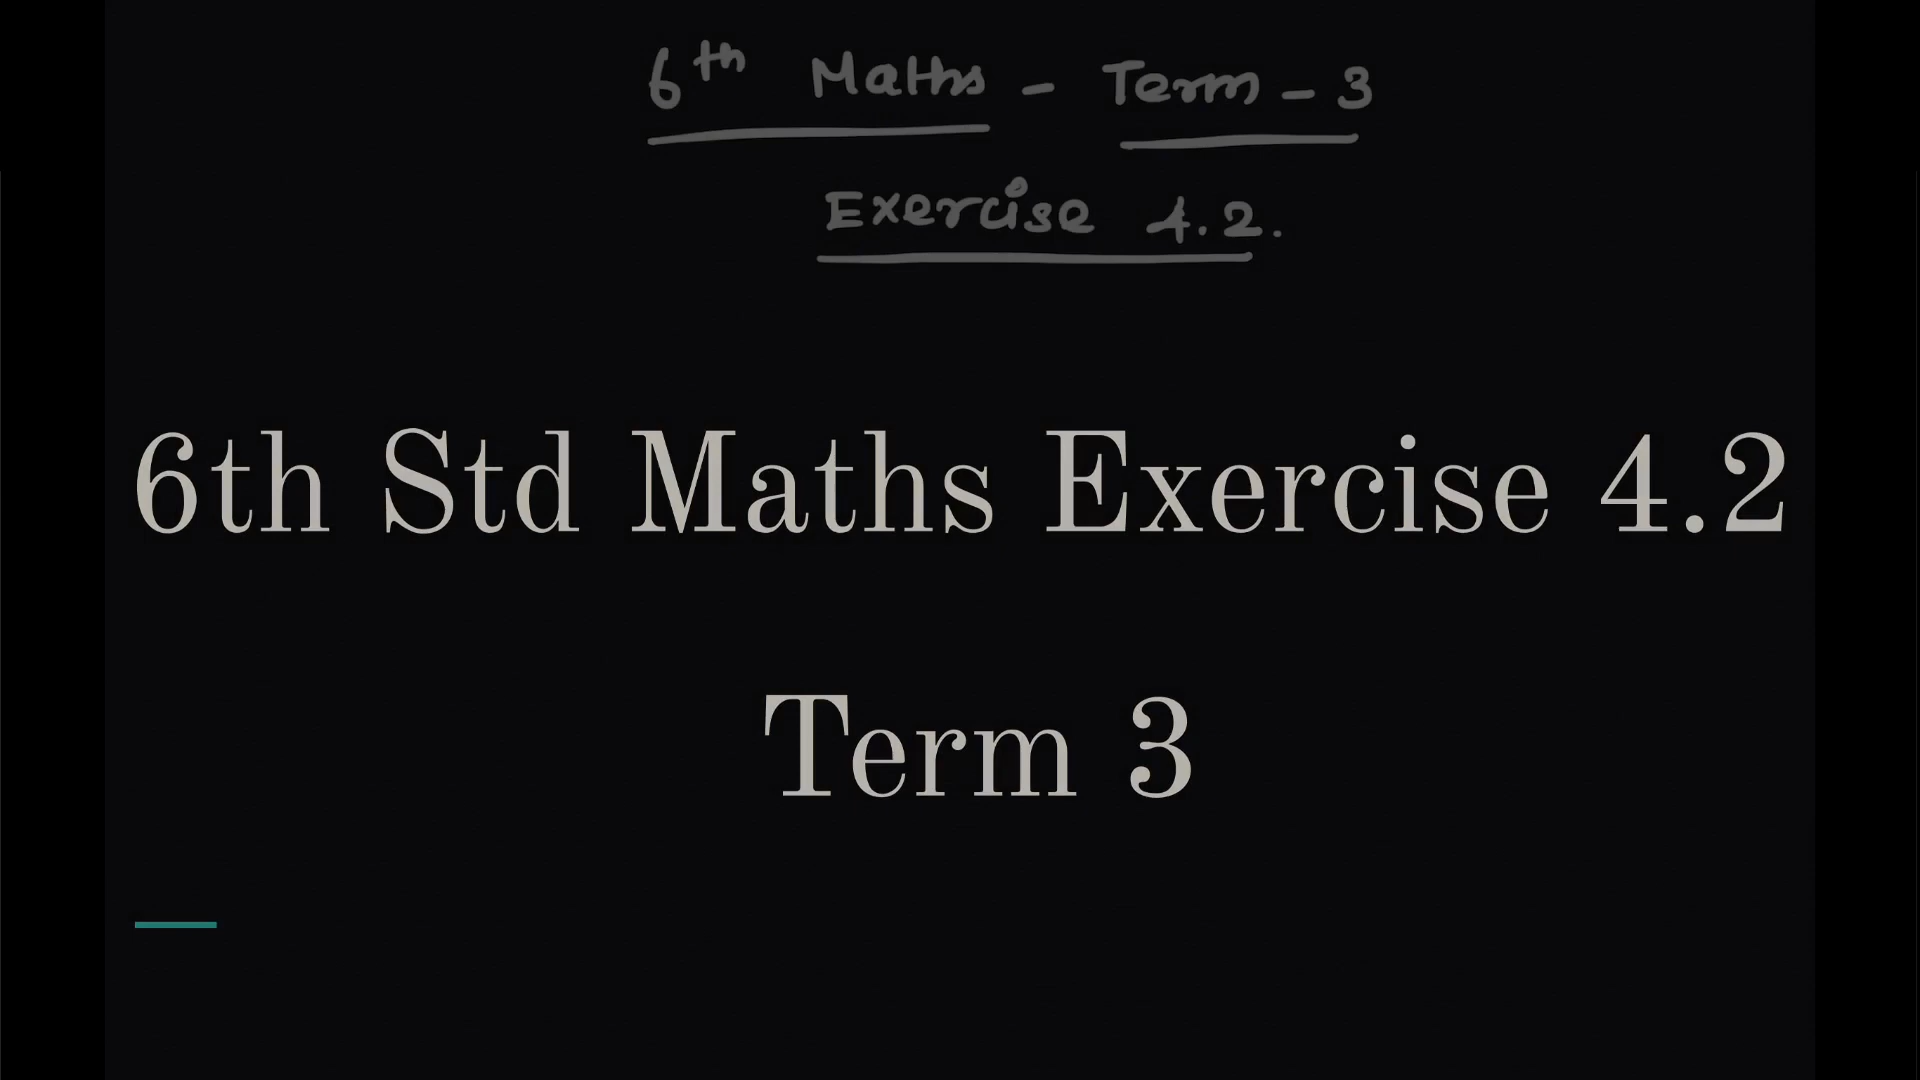 6th Maths - Term - 3
Exercise 4.2.
6th Std Maths Exercise 4.2
Term 3